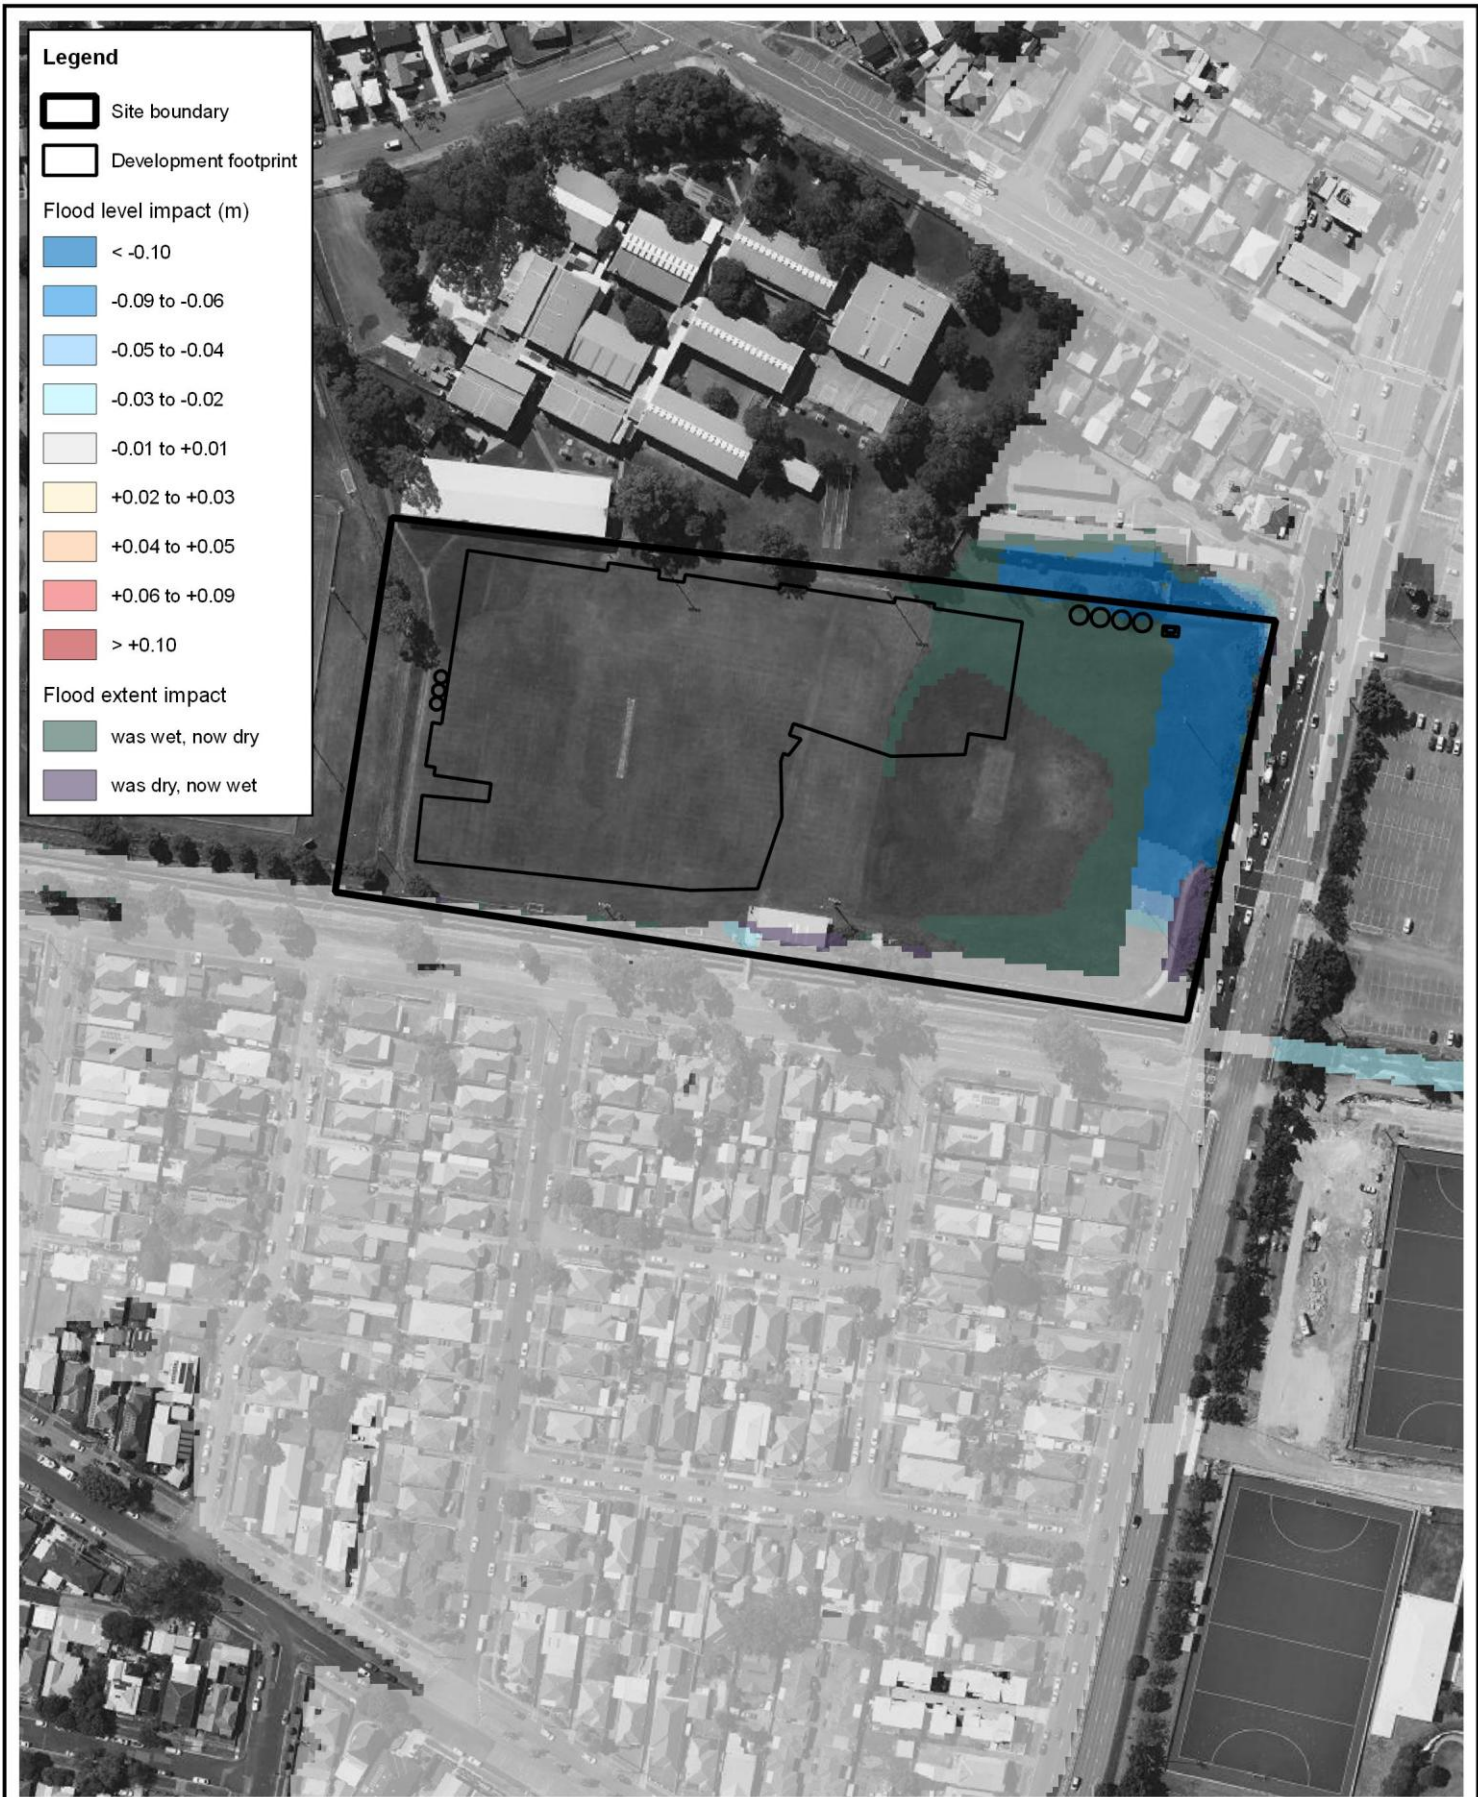 Legend
Site boundary
Development footprint
Flood level impact (m)
< -0.10
-0.09 to -0.06
-0.05 to -0.04
-0.03 to -0.02
-0.01 to +0.01
+0.02 to +0.03
+0.04 to +0.05
+0.06 to +0.09
> +0.10
Flood extent impact
was wet, now dry
was dry, now wet